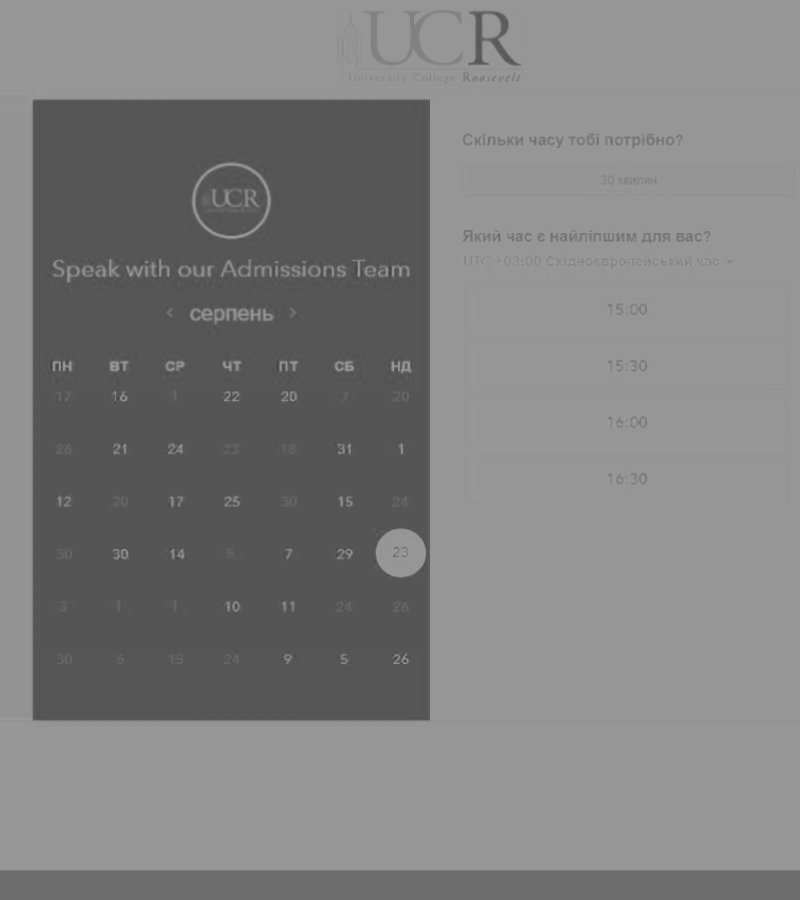 UCR
University College Roosevelt
UCR
Speak with our Admissions Team
‹ серпень ›
ПН ВТ СР ЧТ ПТ СБ НД
17 16 1 22 20 7 20
26 21 24 23 18 31 1
12 20 17 25 30 15 24
30 30 14 5 7 29 23
3 1 1 10 11 24 26
30 6 15 24 9 5 26
Скільки часу тобі потрібно?
30 хвилин
Який час є найліпшим для вас?
UTC +03:00 Східноєвропейський час
15:00
15:30
16:00
16:30